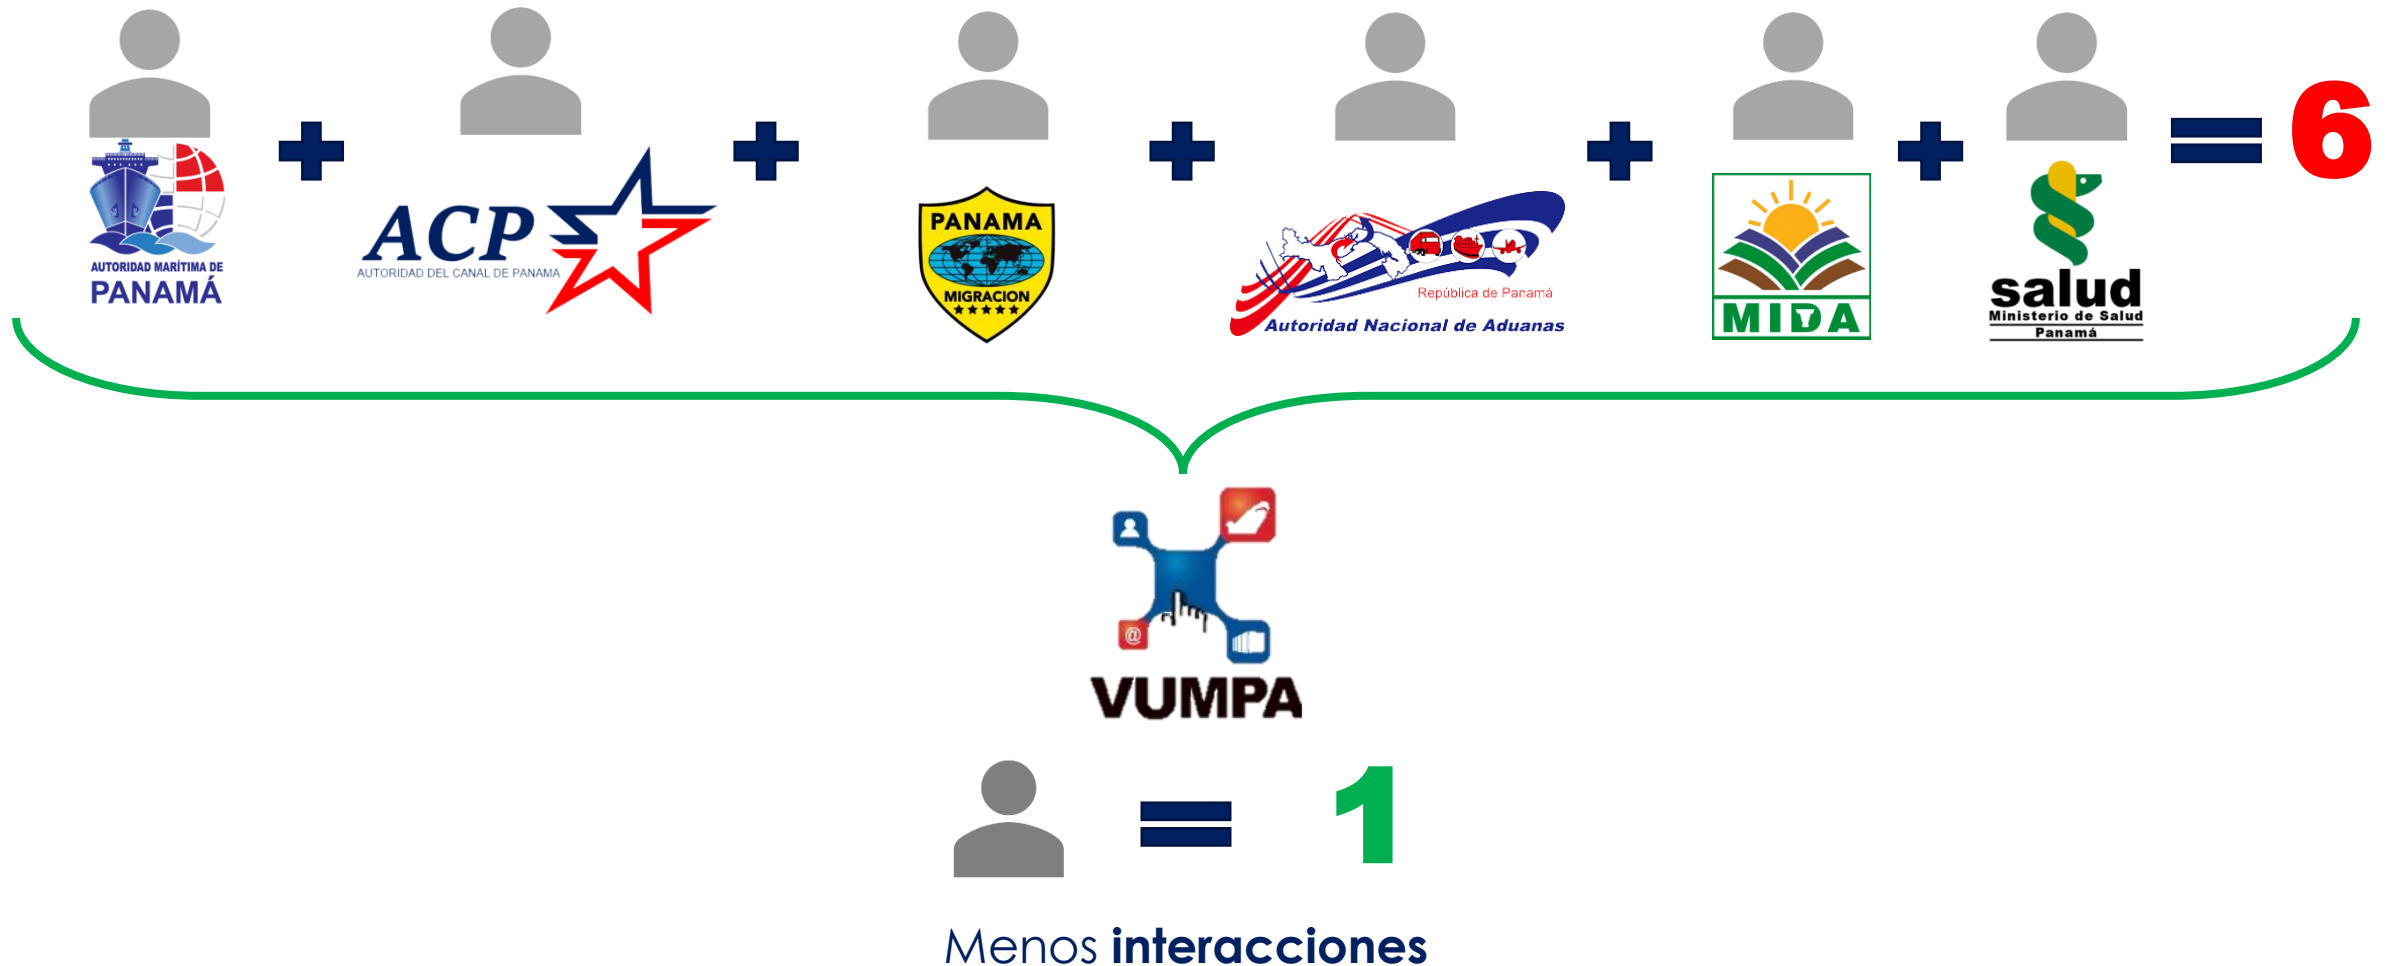 6
AUTORIDAD MARÍTIMA DE
PANAMÁ
ACP
AUTORIDAD DEL CANAL DE PANAMA
PANAMA
MIGRACION
República de Panamá
Autoridad Nacional de Aduanas
MIDA
salud
Ministerio de Salud
Panamá
@
VUMPA
1
Menos interacciones